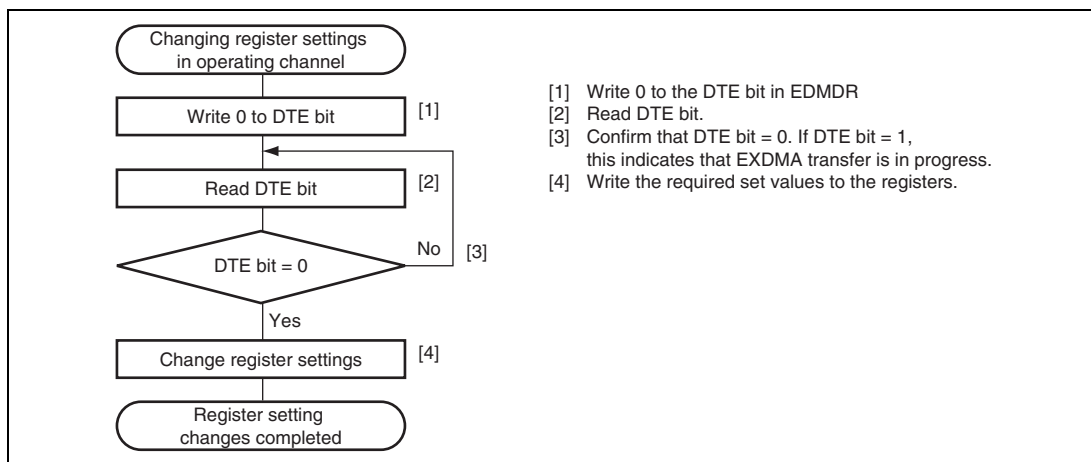 Changing register settings
in operating channel
Write 0 to DTE bit
[1]
Read DTE bit
[2]
No
[3]
DTE bit = 0
Yes
Change register settings
[4]
Register setting
changes completed
[1] Write 0 to the DTE bit in EDMDR
[2] Read DTE bit.
[3] Confirm that DTE bit = 0. If DTE bit = 1,
this indicates that EXDMA transfer is in progress.
[4] Write the required set values to the registers.